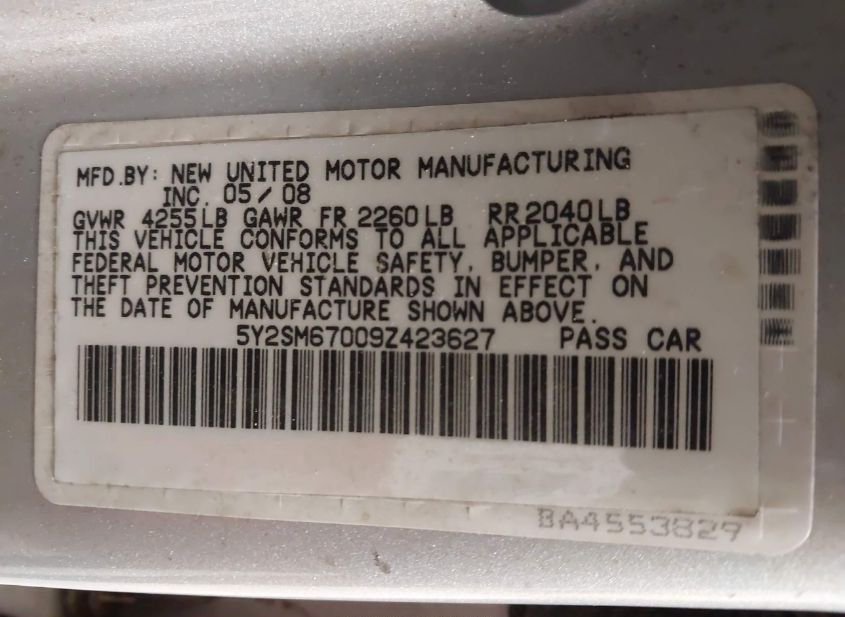 MFD.BY: NEW UNITED MOTOR MANUFACTURING
INC. 05/08
GVWR 4255LB GAWR FR 2260LB RR2040LB
THIS VEHICLE CONFORMS TO ALL APPLICABLE
FEDERAL MOTOR VEHICLE SAFETY, BUMPER, AND
THEFT PREVENTION STANDARDS IN EFFECT ON
THE DATE OF MANUFACTURE SHOWN ABOVE.
5Y2SM67009Z423627 PASS CAR
BA4553829